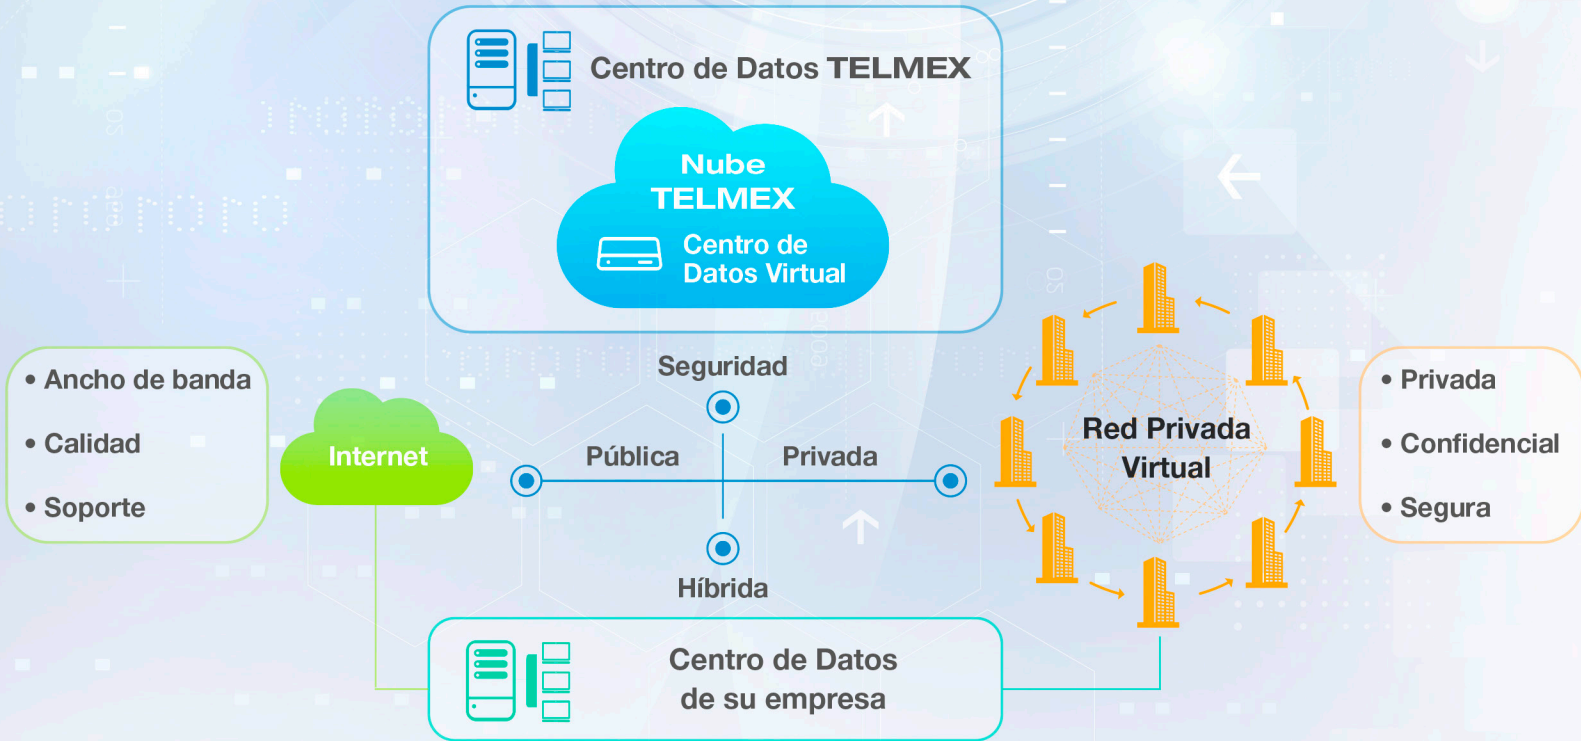 Centro de Datos TELMEX
Nube
TELMEX
Centro de
Datos Virtual
• Ancho de banda
• Calidad
• Soporte
Internet
Seguridad
Pública
Privada
Híbrida
Red Privada
Virtual
• Privada
• Confidencial
• Segura
Centro de Datos
de su empresa